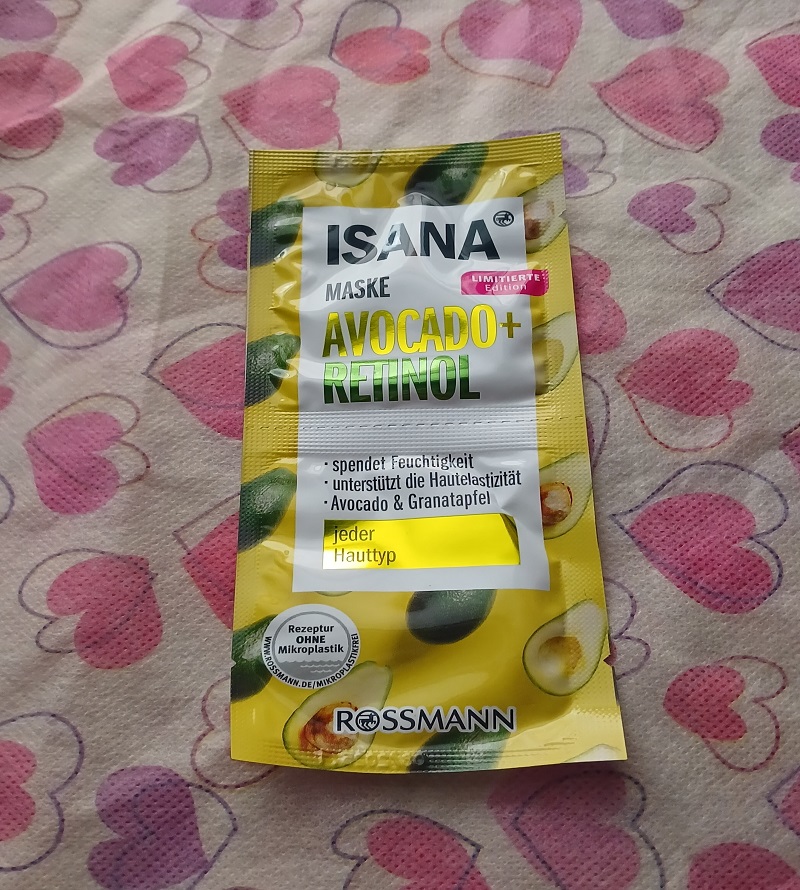 ISANA
MASKE
LIMITIERTE
Edition
AVOCADO+
RETINOL
· spendet Feuchtigkeit
· unterstützt die Hautelastizität
· Avocado & Granatapfel
jeder
Hauttyp
Rezeptur
OHNE
Mikroplastik
WWW.ROSSMANN.DE/MIKROPLASTIKFREI
ROSSMANN